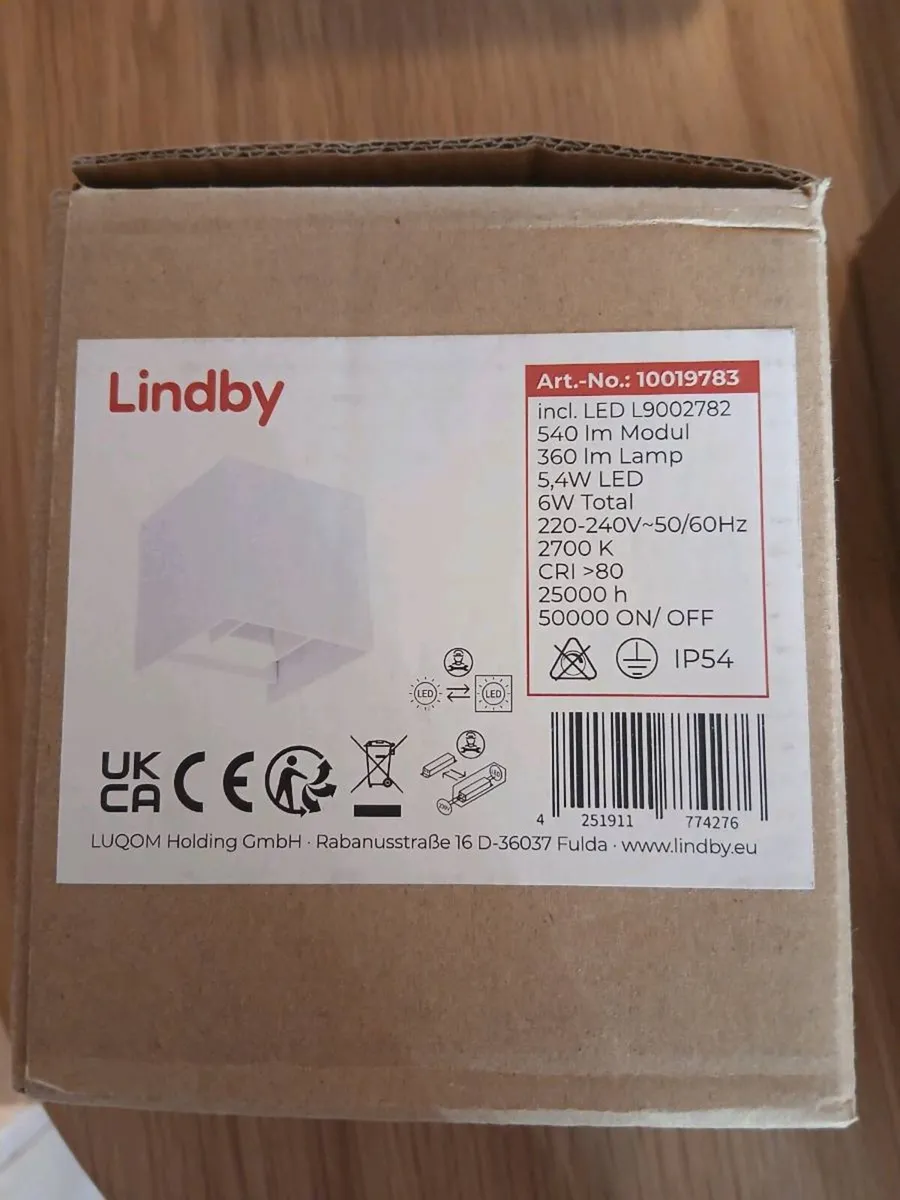 Lindby
Art.-No.: 10019783
incl. LED L9002782
540 lm Modul
360 lm Lamp
5,4W LED
6W Total
220-240V~50/60Hz
2700 K
CRI >80
25000 h
50000 ON/ OFF
IP54
LED LED
UK
CA CE
4 251911 774276
LUQOM Holding GmbH · Rabanusstraße 16 D-36037 Fulda · www.lindby.eu